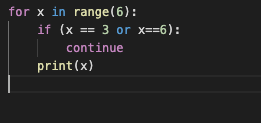 for x in range(6):
    if (x == 3 or x==6):
        continue
    print(x)